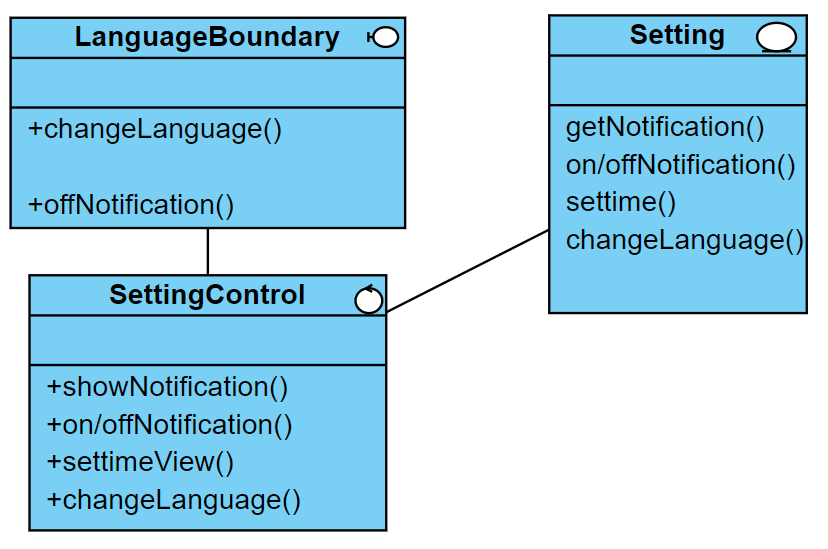 LanguageBoundary
+changeLanguage()
+offNotification()
Setting
getNotification()
on/offNotification()
settime()
changeLanguage()
SettingControl
+showNotification()
+on/offNotification()
+settimeView()
+changeLanguage()